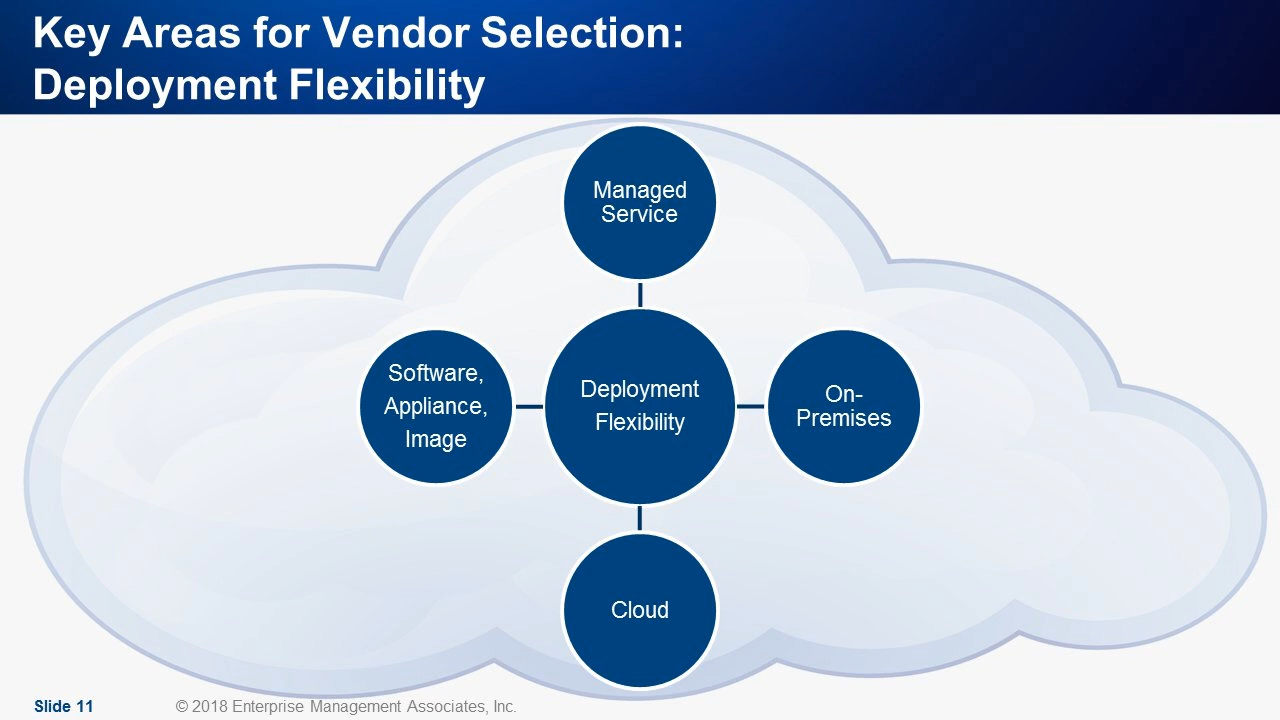 Key Areas for Vendor Selection:
Deployment Flexibility
Managed
Service
Software,
Appliance,
Image
Deployment
Flexibility
On-
Premises
Cloud
Slide 11
© 2018 Enterprise Management Associates, Inc.